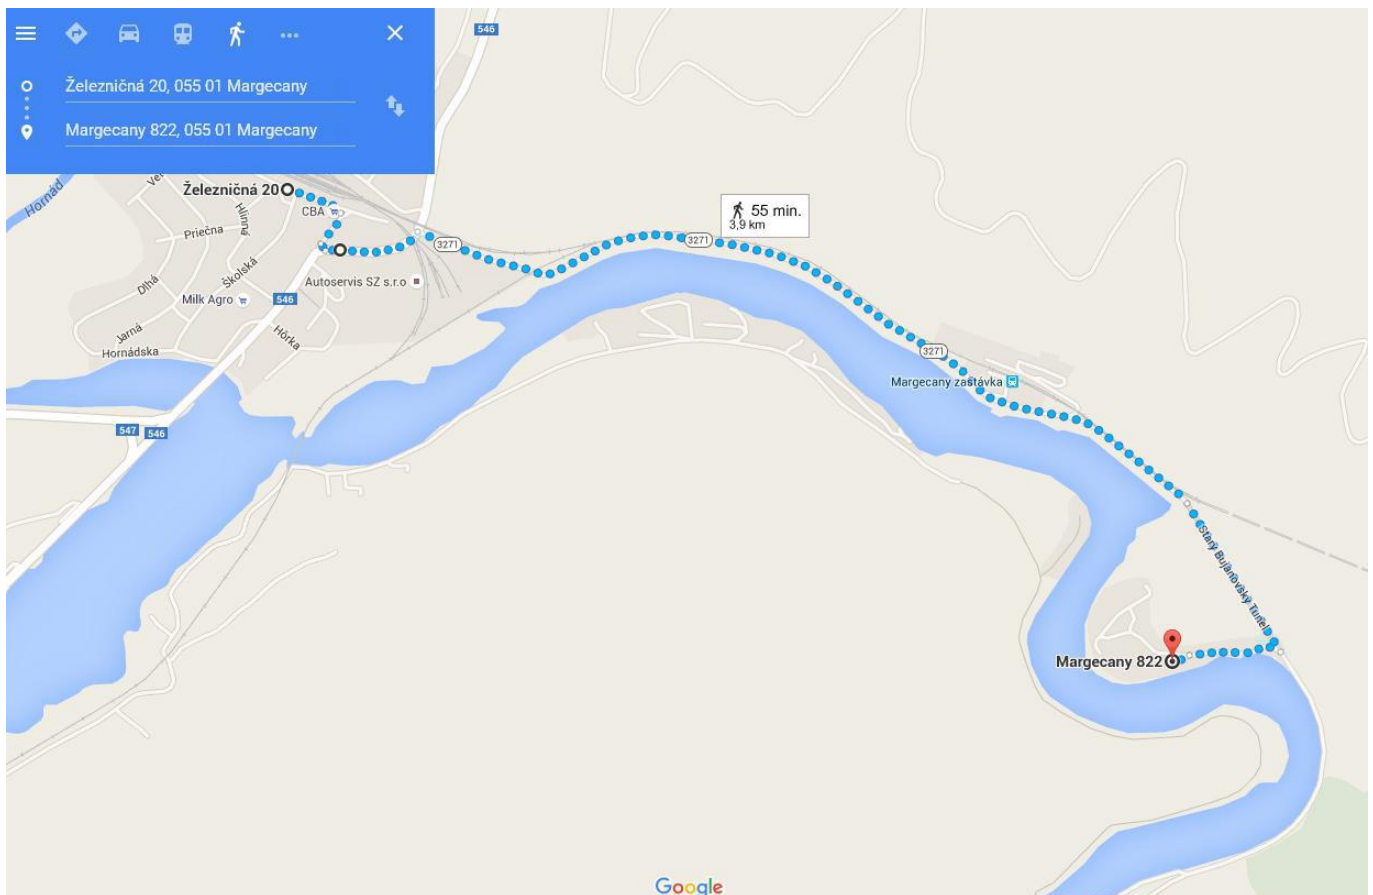 Železničná 20, 055 01 Margecany
Margecany 822, 055 01 Margecany
546
Hornád
Železničná 20
Hlinná
CBA
55 min.
3,9 km
Priečna
3271
3271
Školská
Dlhá
Autoservis SZ s.r.o
Milk Agro
546
Jarná
Hôrka
Hornádska
3271
Margecany zastávka
547
546
Starý Bujanovský Tunel
Margecany 822
Google